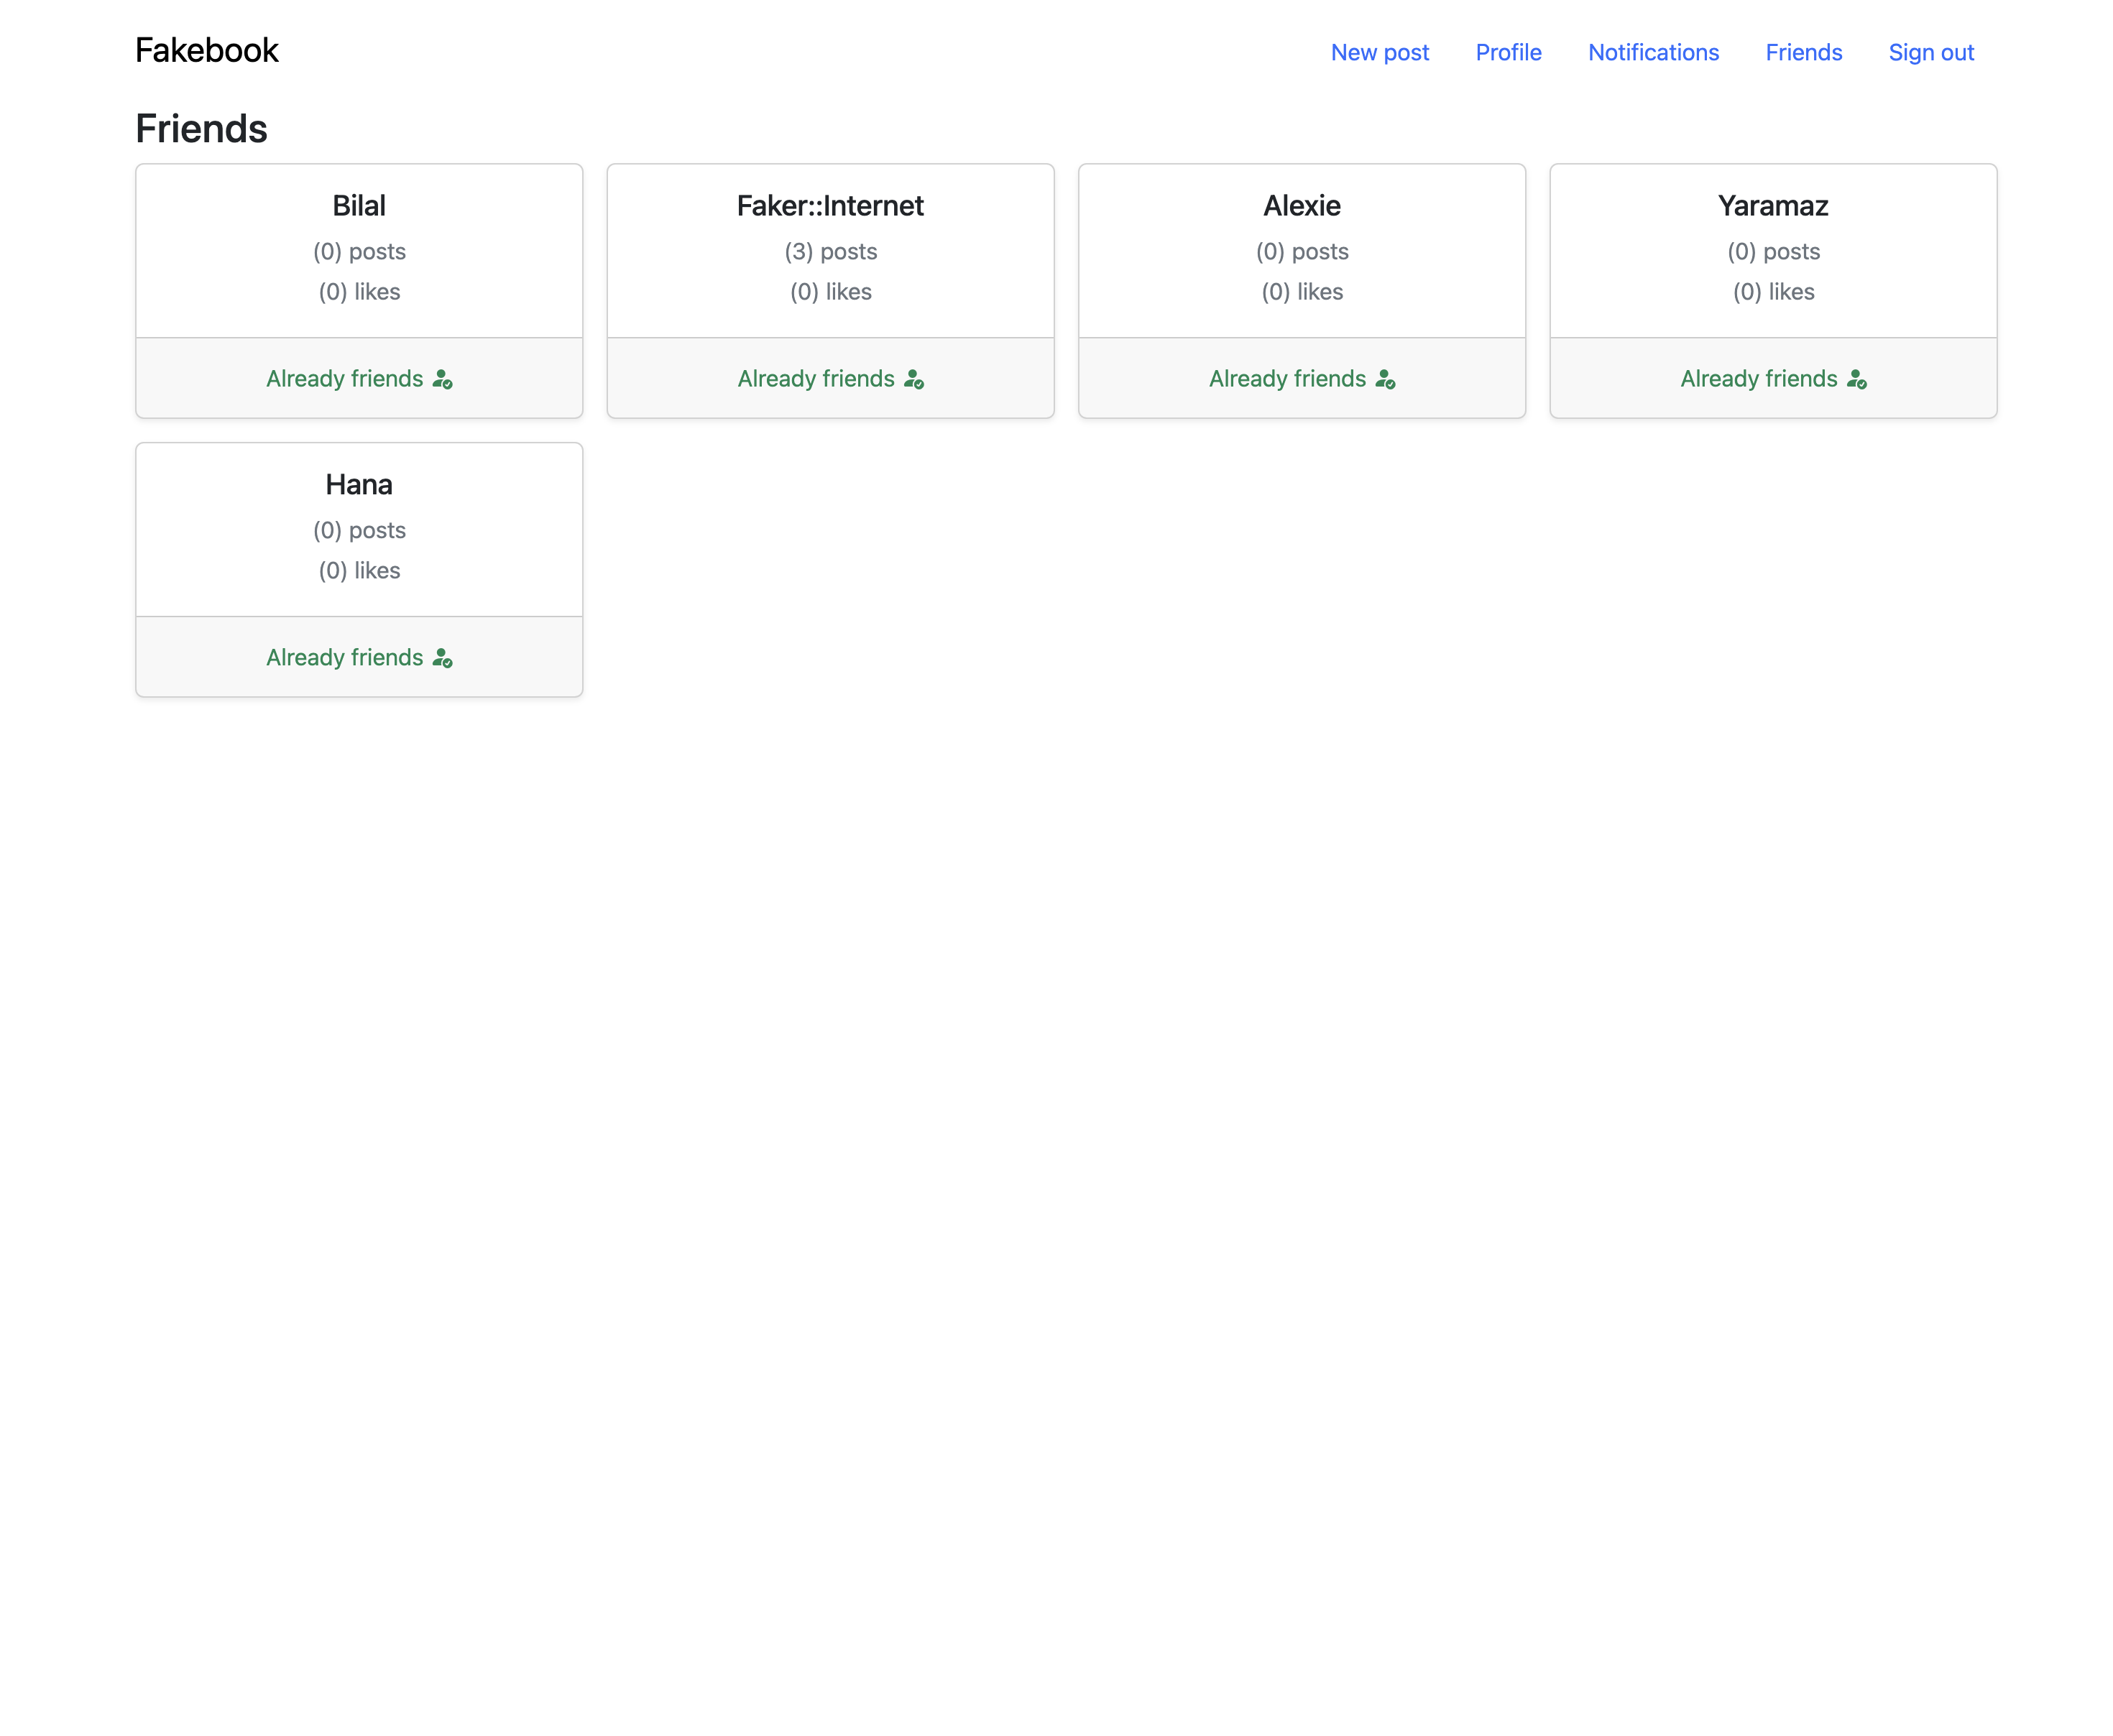 Fakebook
New post Profile Notifications Friends Sign out
Friends
Bilal
(0) posts
(0) likes
Already friends
Faker::Internet
(3) posts
(0) likes
Already friends
Alexie
(0) posts
(0) likes
Already friends
Yaramaz
(0) posts
(0) likes
Already friends
Hana
(0) posts
(0) likes
Already friends